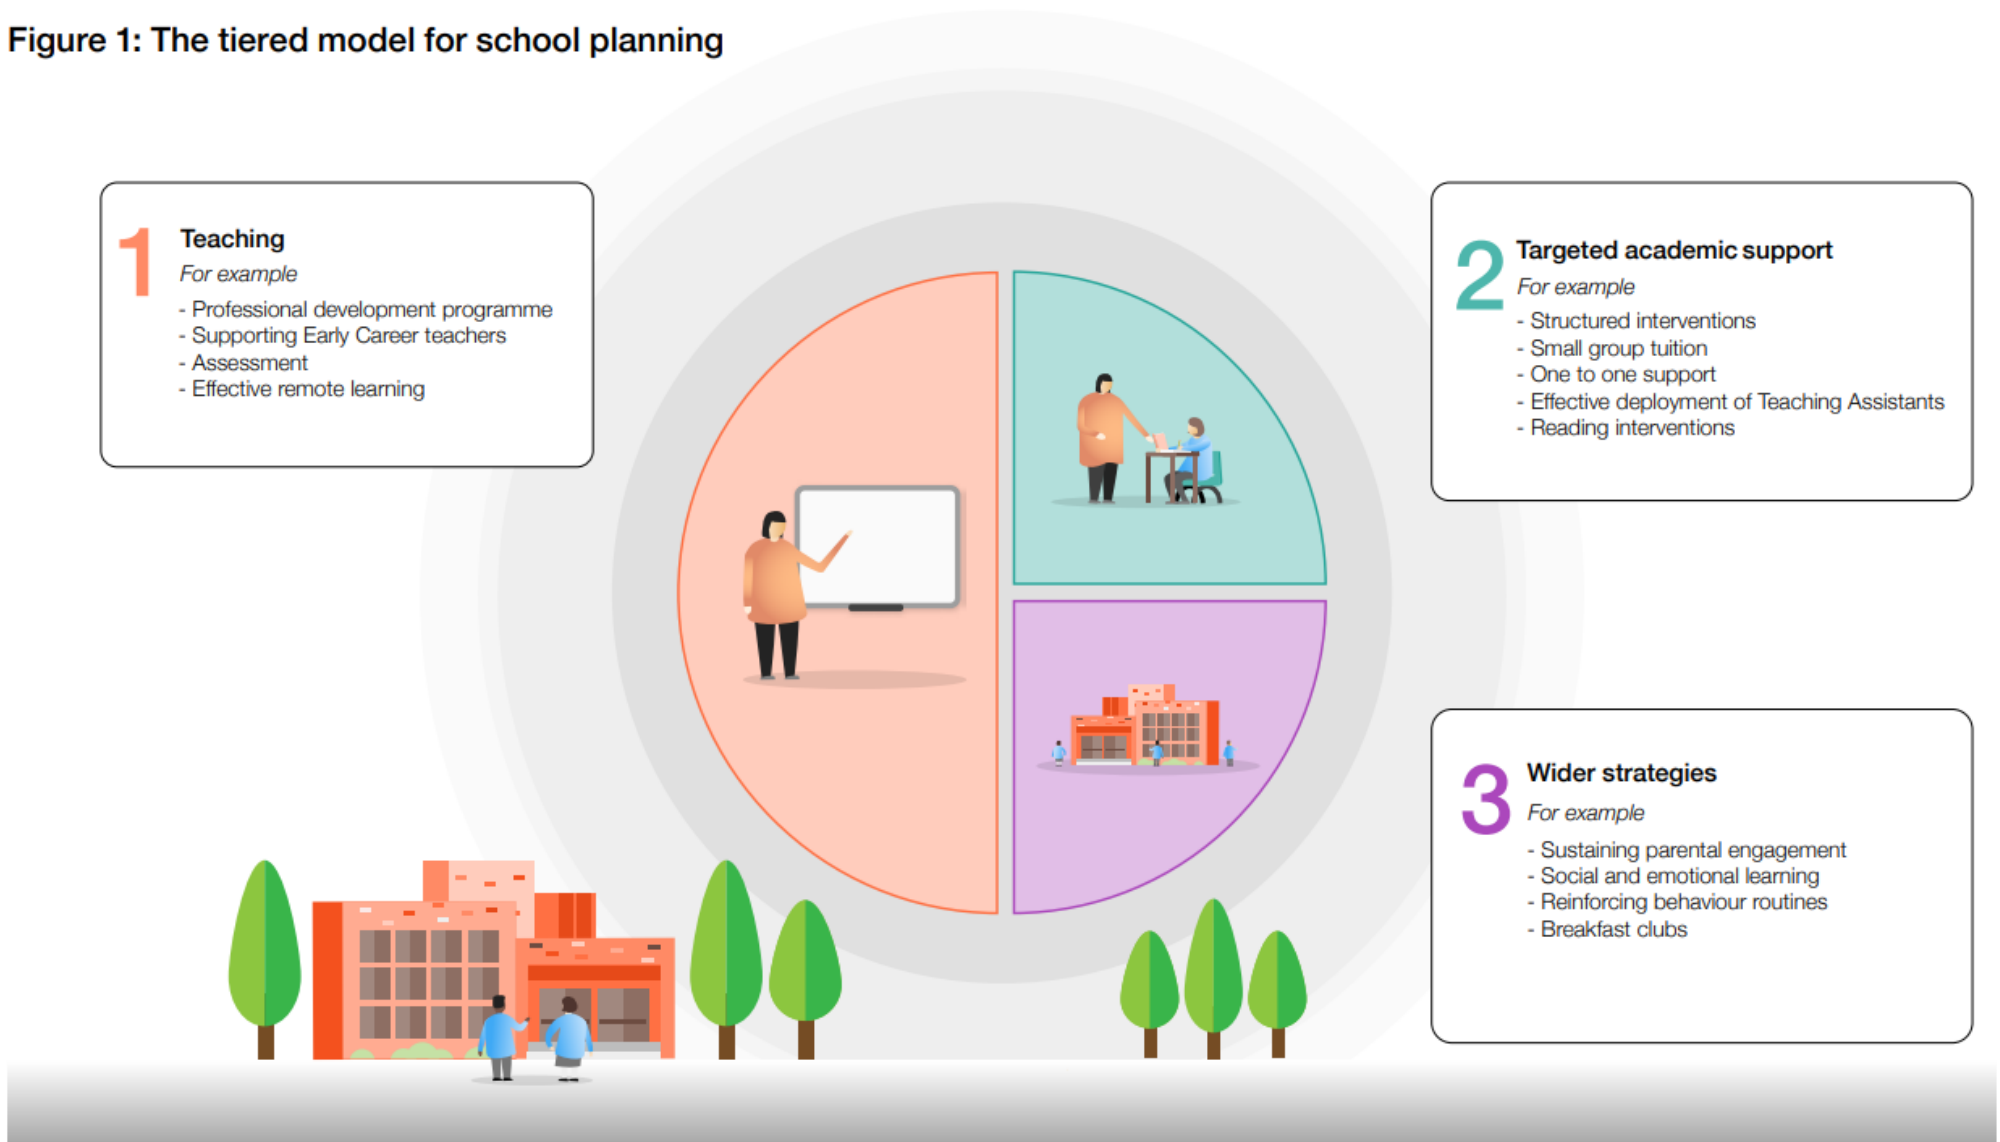 Figure 1: The tiered model for school planning
1
Teaching
For example
- Professional development programme
- Supporting Early Career teachers
- Assessment
- Effective remote learning
2
Targeted academic support
For example
- Structured interventions
- Small group tuition
- One to one support
- Effective deployment of Teaching Assistants
- Reading interventions
3
Wider strategies
For example
- Sustaining parental engagement
- Social and emotional learning
- Reinforcing behaviour routines
- Breakfast clubs